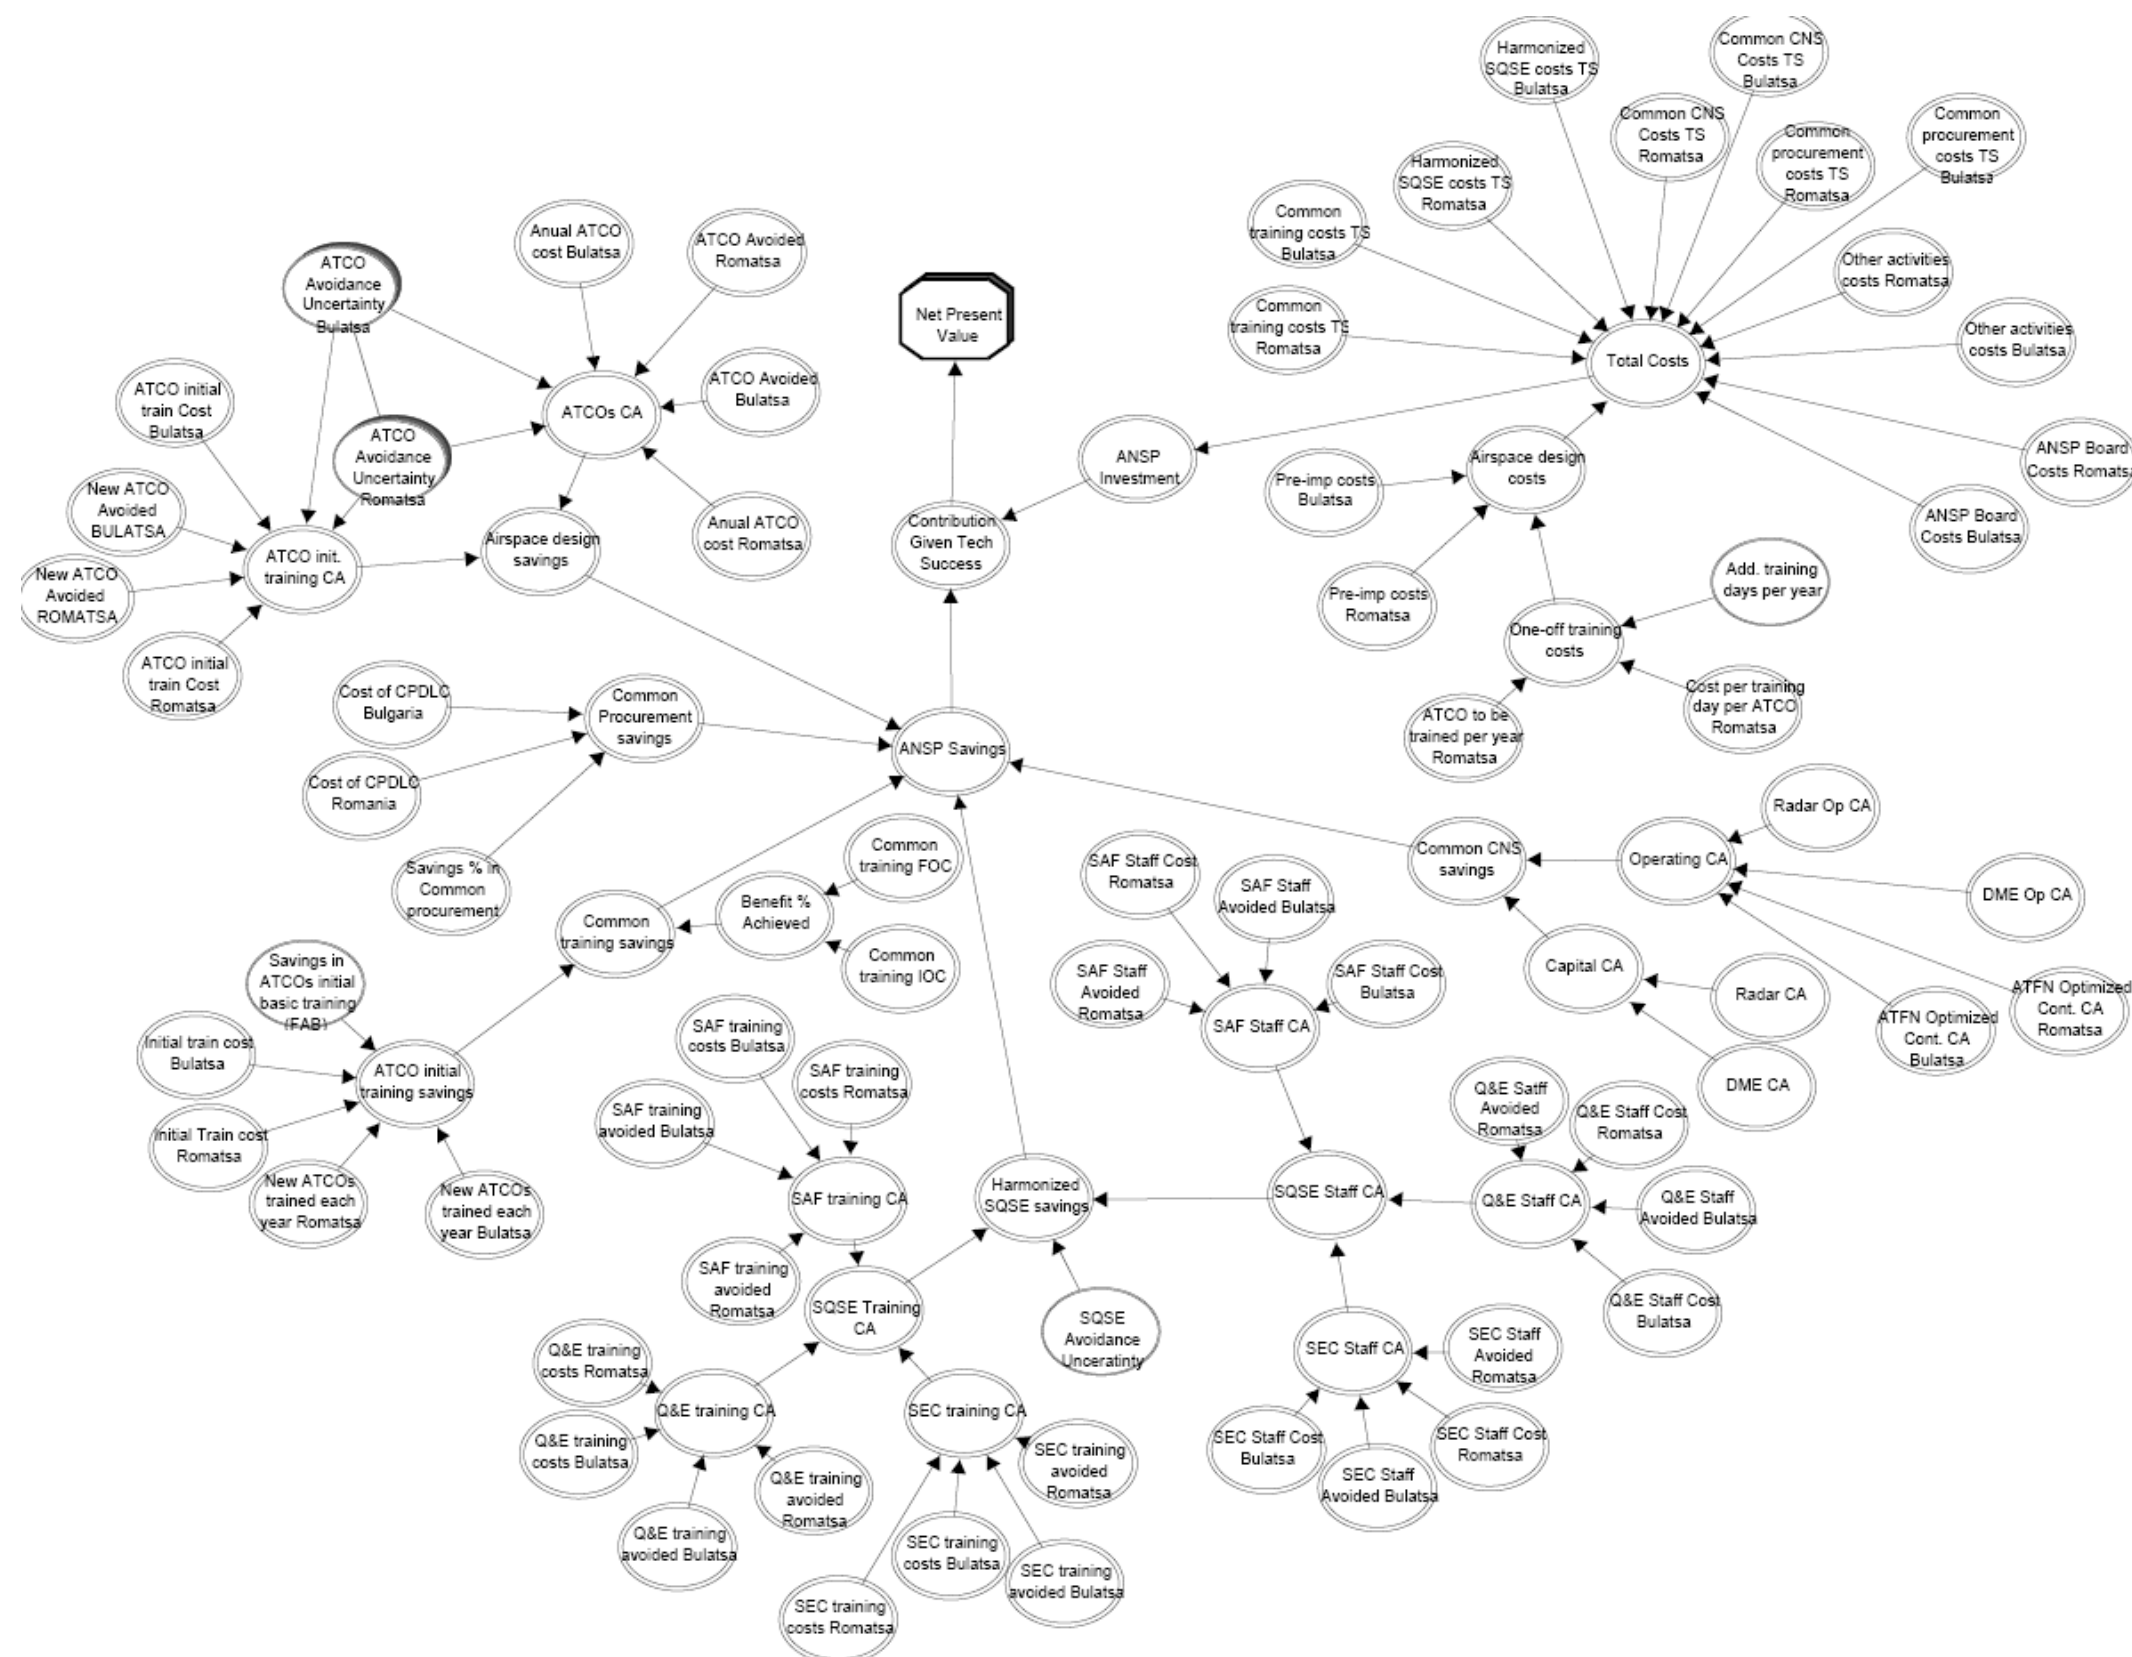 Harmonized
SQSE costs TS
Bulatsa
Common CNS
Costs TS
Bulatsa
Common CNS
Costs TS
Romatsa
Common
procurement
costs TS
Romatsa
Common
procurement
costs TS
Bulatsa
Harmonized
SQSE costs TS
Romatsa
Common
training costs TS
Bulatsa
Common
training costs TS
Romatsa
Other activities
costs Romatsa
Other activities
costs Bulatsa
Total Costs
ANSP Board
Costs Romatsa
ANSP Board
Costs Bulatsa
Airspace design
costs
Pre-imp costs
Bulatsa
Pre-imp costs
Romatsa
Add. training
days per year
One-off training
costs
Cost per training
day per ATCO
Romatsa
ATCO to be
trained per year
Romatsa
ANSP
Investment
Net Present
Value
Contribution
Given Tech
Success
ANSP Savings
ATCO
Avoidance
Uncertainty
Bulatsa
Anual ATCO
cost Bulatsa
ATCO Avoided
Romatsa
ATCO Avoided
Bulatsa
ATCOs CA
Anual ATCO
cost Romatsa
ATCO
Avoidance
Uncertainty
Romatsa
ATCO initial
train Cost
Bulatsa
New ATCO
Avoided
BULATSA
New ATCO
Avoided
ROMATSA
ATCO initial
train Cost
Romatsa
ATCO init.
training CA
Airspace design
savings
Cost of CPDLC
Bulgaria
Common
Procurement
savings
Cost of CPDLC
Romania
Savings % in
Common
procurement
Common
training FOC
Benefit %
Achieved
Common
training IOC
Common
training savings
Savings in
ATCOs initial
basic training
(FAB)
Initial train cost
Bulatsa
ATCO initial
training savings
Initial Train cost
Romatsa
New ATCOs
trained each
year Romatsa
New ATCOs
trained each
year Bulatsa
SAF training
costs Bulatsa
SAF training
costs Romatsa
SAF training
avoided Bulatsa
SAF training CA
SAF training
avoided
Romatsa
SQSE Training
CA
Q&E training
costs Romatsa
Q&E training
costs Bulatsa
Q&E training CA
Q&E training
avoided
Romatsa
Q&E training
avoided Bulatsa
SEC training CA
SEC training
avoided
Romatsa
SEC training
costs Bulatsa
SEC training
avoided Bulatsa
SEC training
costs Romatsa
Harmonized
SQSE savings
SQSE
Avoidance
Unceratinty
SAF Staff Cost
Romatsa
SAF Staff
Avoided Bulatsa
SAF Staff
Avoided
Romatsa
SAF Staff Cost
Bulatsa
SAF Staff CA
SQSE Staff CA
Common CNS
savings
Operating CA
Radar Op CA
DME Op CA
Capital CA
Radar CA
DME CA
ATFN Optimized
Cont. CA
Bulatsa
ATFN Optimized
Cont. CA
Romatsa
Q&E Satff
Avoided
Romatsa
Q&E Staff Cost
Romatsa
Q&E Staff CA
Q&E Staff
Avoided Bulatsa
Q&E Staff Cost
Bulatsa
SEC Staff CA
SEC Staff
Avoided
Romatsa
SEC Staff Cost
Bulatsa
SEC Staff
Avoided Bulatsa
SEC Staff Cost
Romatsa